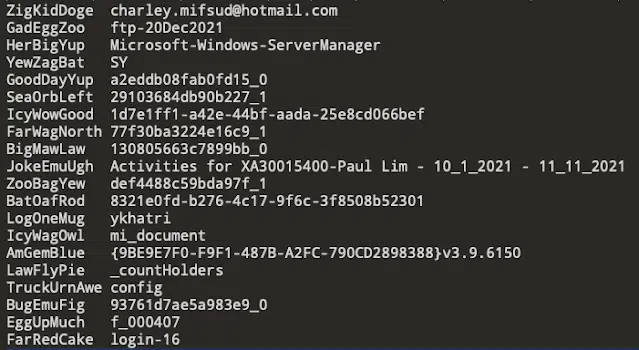 ZigKidDoge charley.mifsud@hotmail.com
GadEggZoo ftp-20Dec2021
HerBigYup Microsoft-Windows-ServerManager
YewZagBat SY
GoodDayYup a2eddb08fab0fd15_0
SeaOrbLeft 29103684db90b227_1
IcyWowGood 1d7e1ff1-a42e-44bf-aada-25e8cd066bef
FarWagNorth 77f30ba3224e16c9_1
BigMawLaw 130805663c7899bb_0
JokeEmuUgh Activities for XA30015400-Paul Lim - 10_1_2021 - 11_11_2021
ZooBagYew def4488c59bda97f_1
BatOafRod 8321e0fd-b276-4c17-9f6c-3f8508b52301
LogOneMug ykhatri
IcyWagOwl mi_document
AmGemBlue {9BE9E7F0-F9F1-487B-A2FC-790CD2898388}v3.9.6150
LawFlyPie _countHolders
TruckUrnAwe config
BugEmuFig 93761d7ae5a983e9_0
EggUpMuch f_000407
FarRedCake login-16